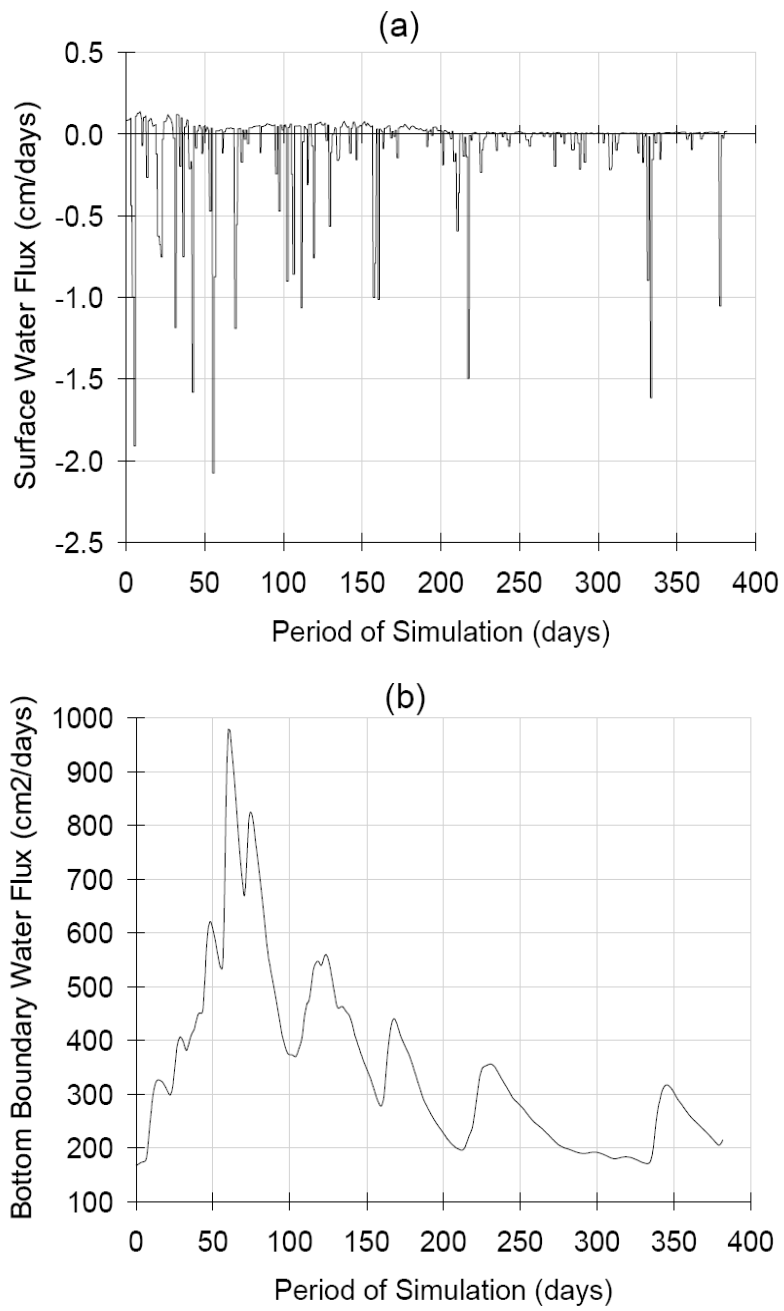 (a)
0.5
0.0
-0.5
-1.0
-1.5
-2.0
-2.5
Surface Water Flux (cm/days)
0 50 100 150 200 250 300 350 400
Period of Simulation (days)
(b)
1000
900
800
700
600
500
400
300
200
100
Bottom Boundary Water Flux (cm2/days)
0 50 100 150 200 250 300 350 400
Period of Simulation (days)